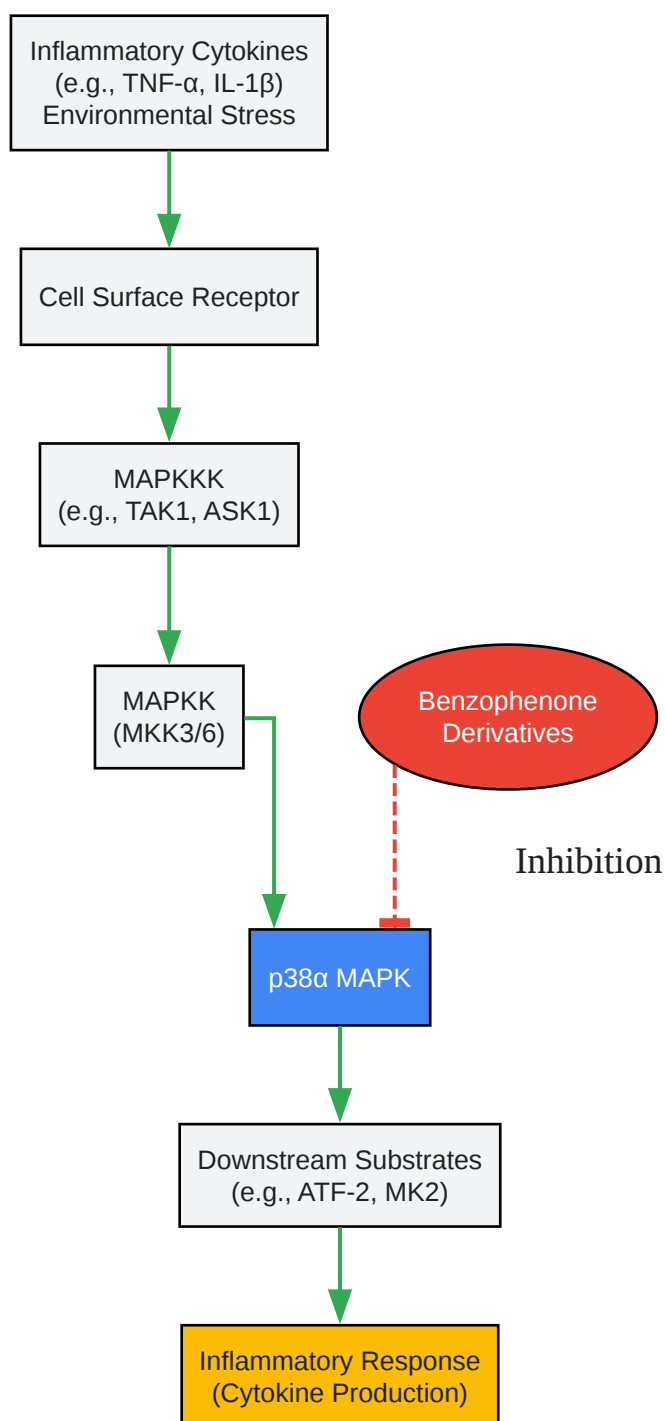 Inflammatory Cytokines
(e.g., TNF-α, IL-1β)
Environmental Stress
Cell Surface Receptor
MAPKKK
(e.g., TAK1, ASK1)
MAPKK
(MKK3/6)
Benzophenone
Derivatives
Inhibition
p38α MAPK
Downstream Substrates
(e.g., ATF-2, MK2)
Inflammatory Response
(Cytokine Production)